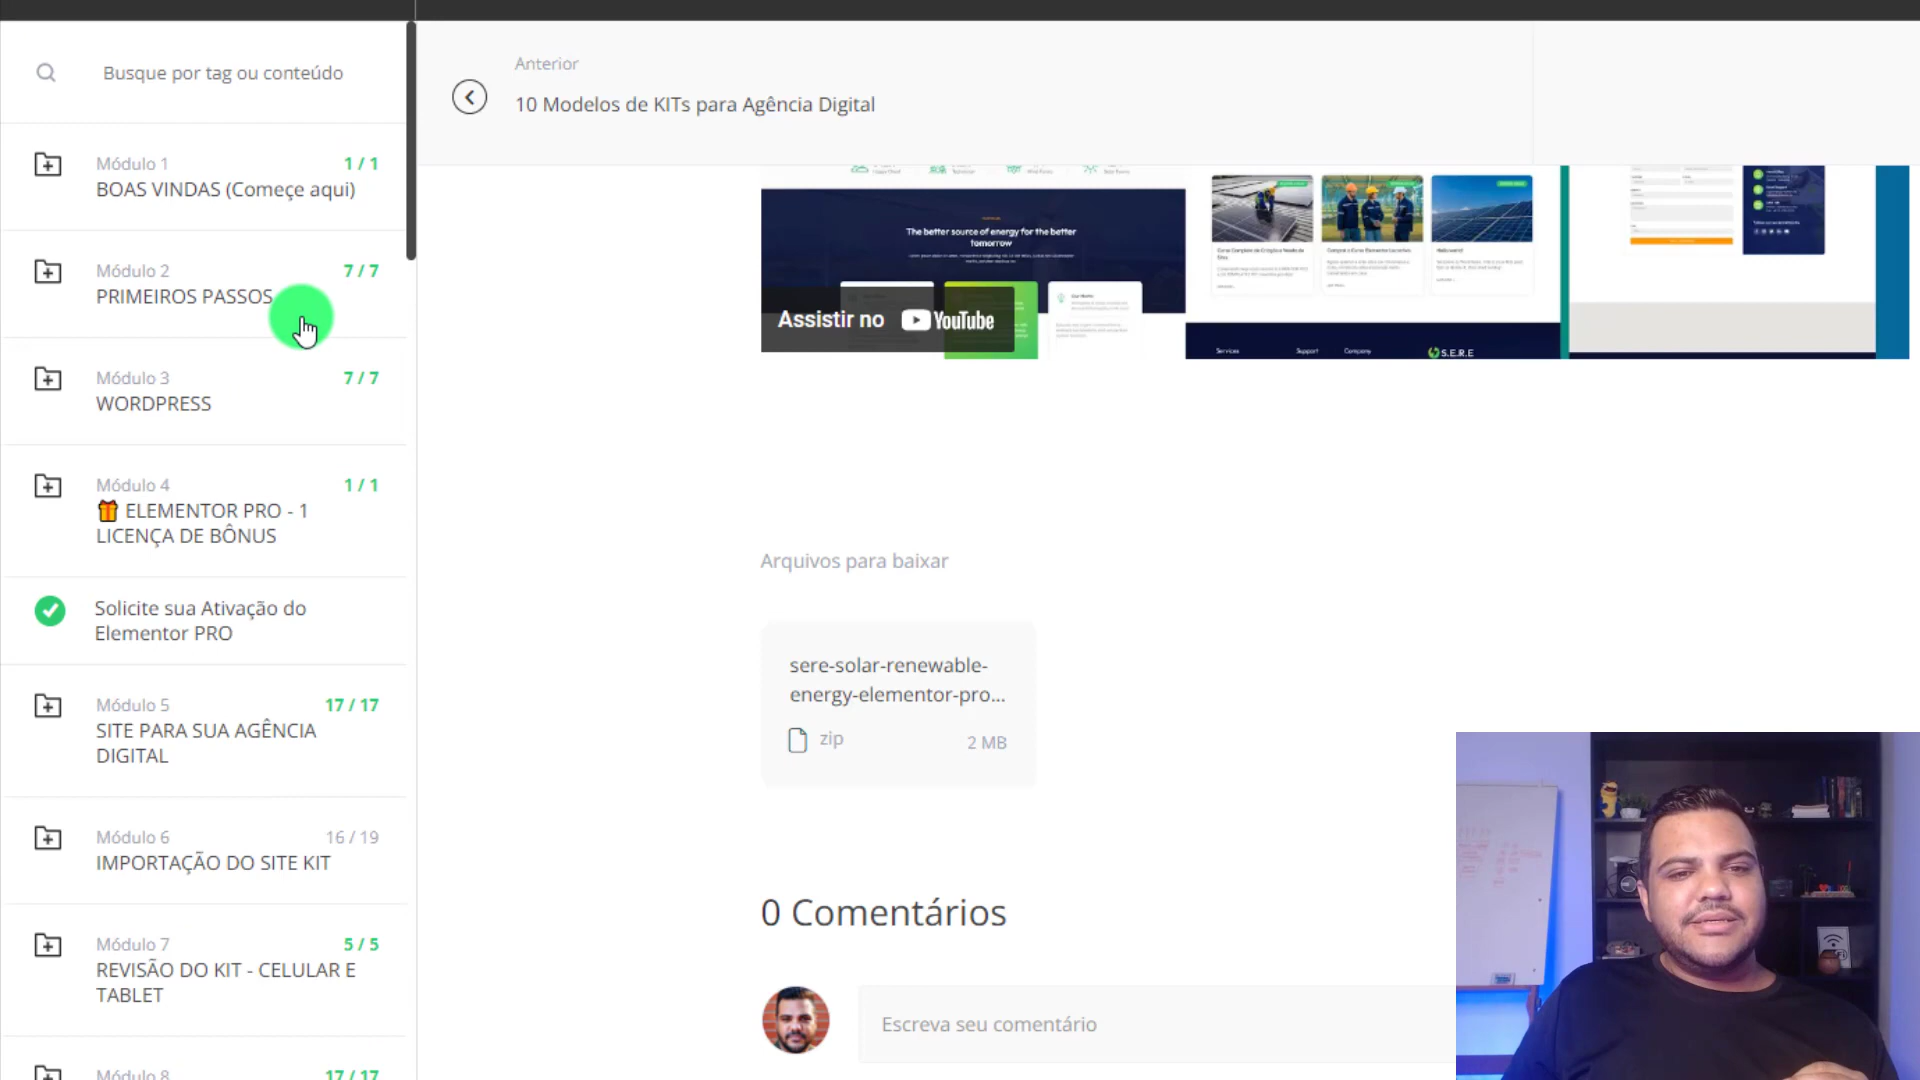 Busque por tag ou conteúdo
Anterior
10 Modelos de KITs para Agência Digital
Módulo 1
1 / 1
BOAS VINDAS (Começe aqui)
Módulo 2
7 / 7
PRIMEIROS PASSOS
Módulo 3
7 / 7
WORDPRESS
Módulo 4
1 / 1
ELEMENTOR PRO - 1
LICENÇA DE BÔNUS
Solicite sua Ativação do
Elementor PRO
Módulo 5
17 / 17
SITE PARA SUA AGÊNCIA
DIGITAL
Módulo 6
16 / 19
IMPORTAÇÃO DO SITE KIT
Módulo 7
5 / 5
REVISÃO DO KIT - CELULAR E
TABLET
Módulo 8
17 / 17
The better source of energy for the better
tomorrow
Assistir no YouTube
Services
Support
Company
S.E.R.E
Arquivos para baixar
sere-solar-renewable-
energy-elementor-pro...
zip
2 MB
0 Comentários
Escreva seu comentário